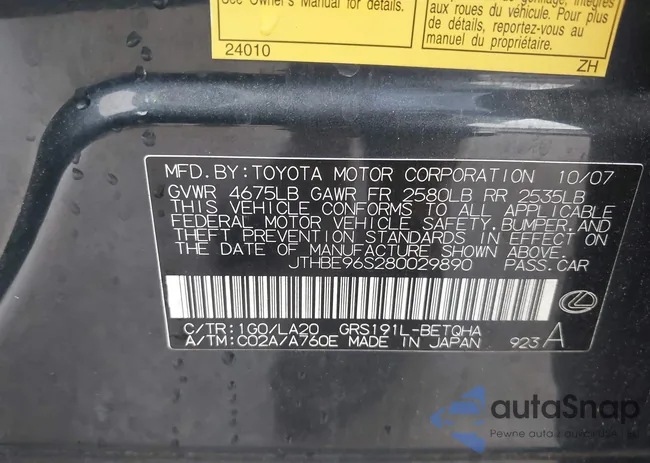 See Owner's Manual for details.
24010
aux roues du véhicule. Pour plus
de détails, reportez-vous au
manuel du propriétaire.
ZH
MFD.BY:TOYOTA MOTOR CORPORATION 10/07
GVWR 4675LB GAWR FR 2580LB RR 2535LB
THIS VEHICLE CONFORMS TO ALL APPLICABLE
FEDERAL MOTOR VEHICLE SAFETY,BUMPER,AND
THEFT PREVENTION STANDARDS IN EFFECT ON
THE DATE OF MANUFACTURE SHOWN ABOVE.
JTHBE96S280029890 PASS.CAR
C/TR:1G0/LA20 GRS191L-BETQHA
A/TM:C02A/A760E MADE IN JAPAN 923 A
autoSnap